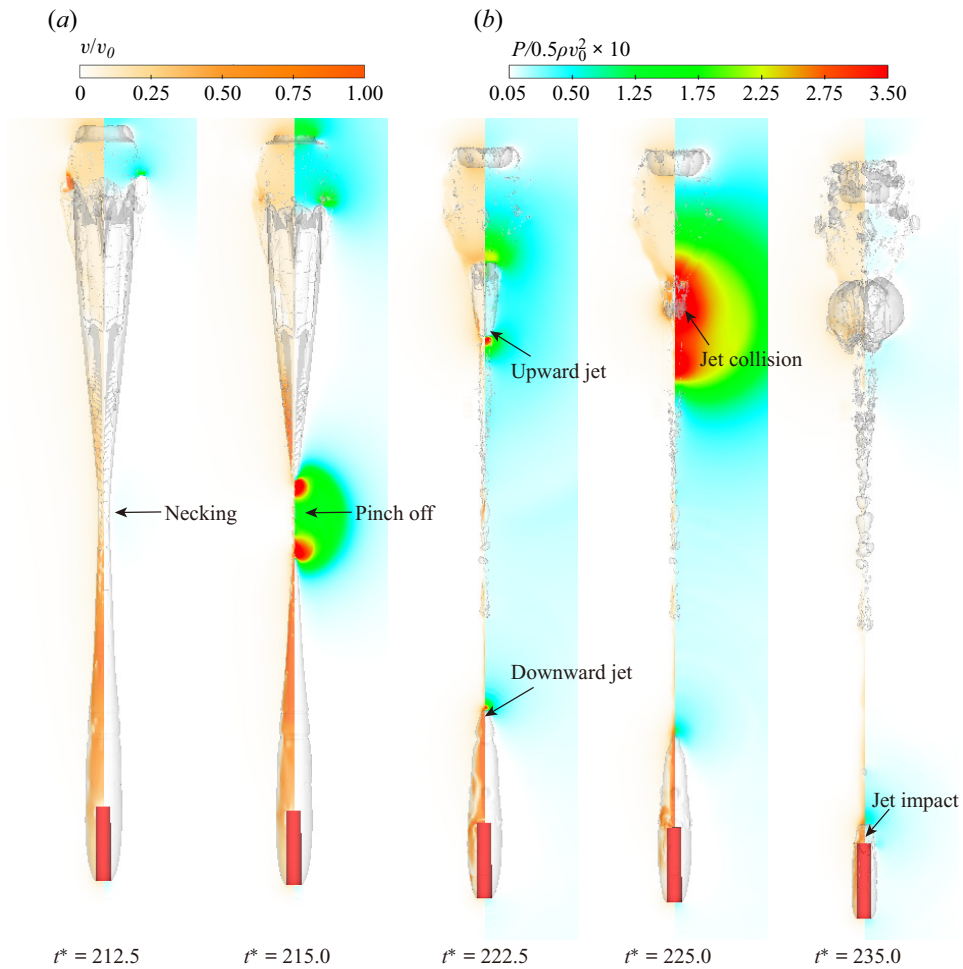 (a)
(b)
v/v₀
P/0.5ρv₀² × 10
0 0.25 0.50 0.75 1.00
0.05 0.50 1.25 1.75 2.25 2.75 3.50
Upward jet
Jet collision
Necking
Pinch off
Downward jet
Jet impact
t* = 212.5 t* = 215.0 t* = 222.5 t* = 225.0 t* = 235.0